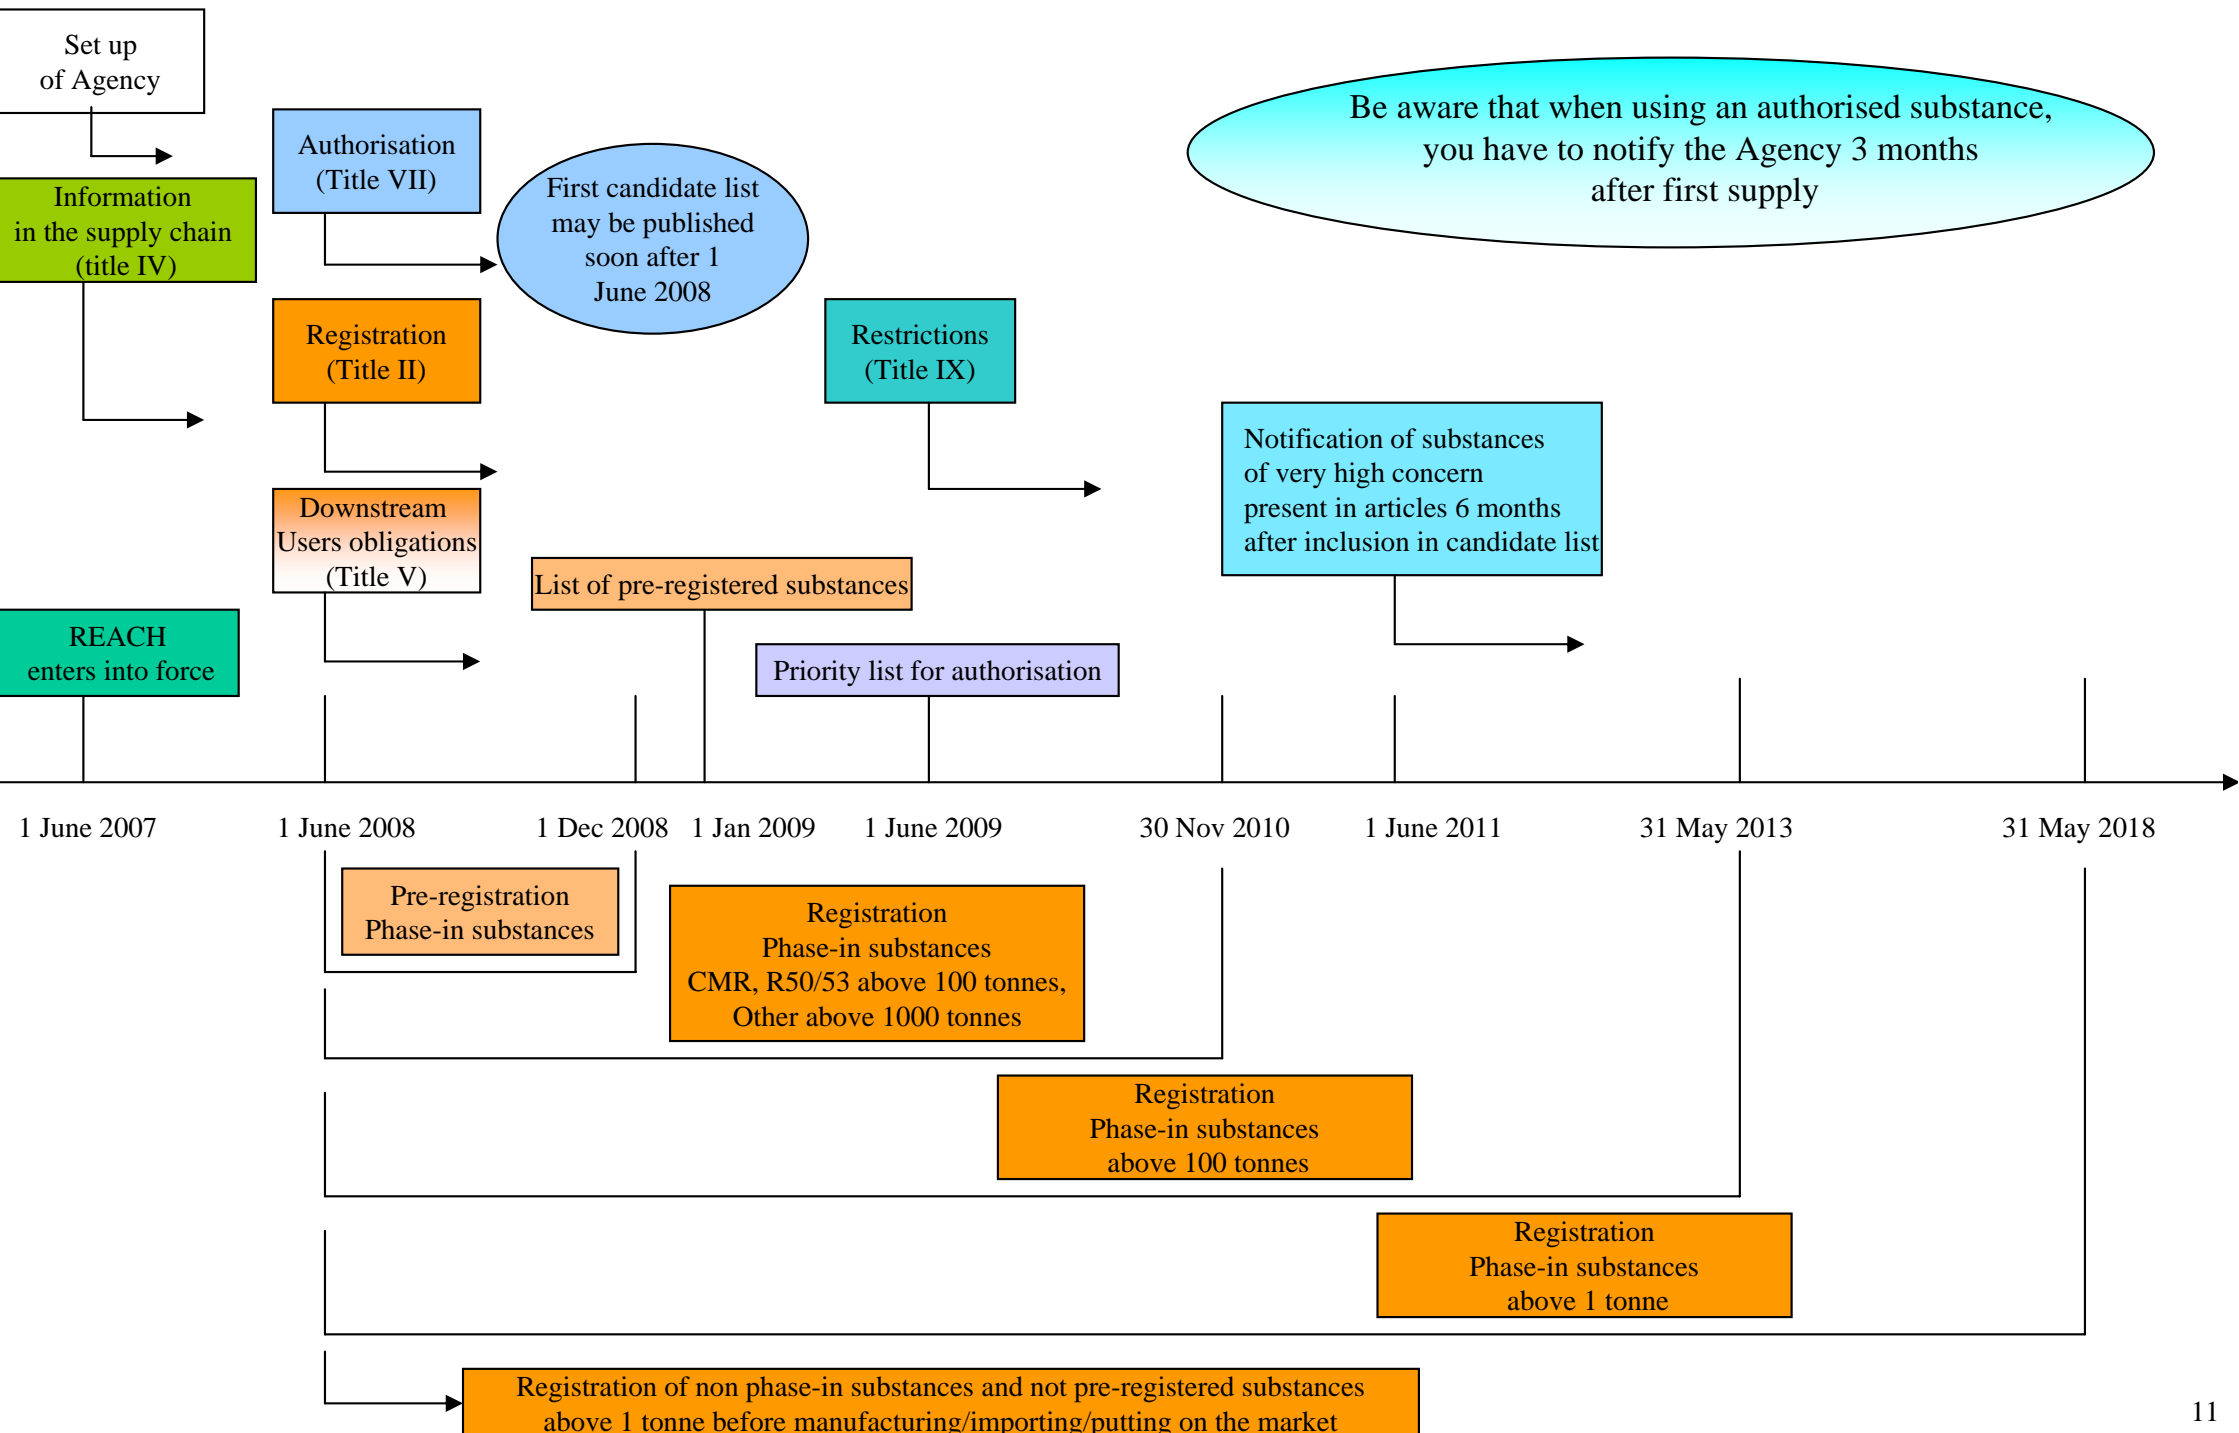 Set up
of Agency
Be aware that when using an authorised substance,
you have to notify the Agency 3 months
after first supply
Authorisation
(Title VII)
First candidate list
may be published
soon after 1
June 2008
Information
in the supply chain
(title IV)
Registration
(Title II)
Restrictions
(Title IX)
Notification of substances
of very high concern
present in articles 6 months
after inclusion in candidate list
Downstream
Users obligations
(Title V)
List of pre-registered substances
REACH
enters into force
Priority list for authorisation
1 June 2007
1 June 2008
1 Dec 2008
1 Jan 2009
1 June 2009
30 Nov 2010
1 June 2011
31 May 2013
31 May 2018
Pre-registration
Phase-in substances
Registration
Phase-in substances
CMR, R50/53 above 100 tonnes,
Other above 1000 tonnes
Registration
Phase-in substances
above 100 tonnes
Registration
Phase-in substances
above 1 tonne
Registration of non phase-in substances and not pre-registered substances
above 1 tonne before manufacturing/importing/putting on the market
11